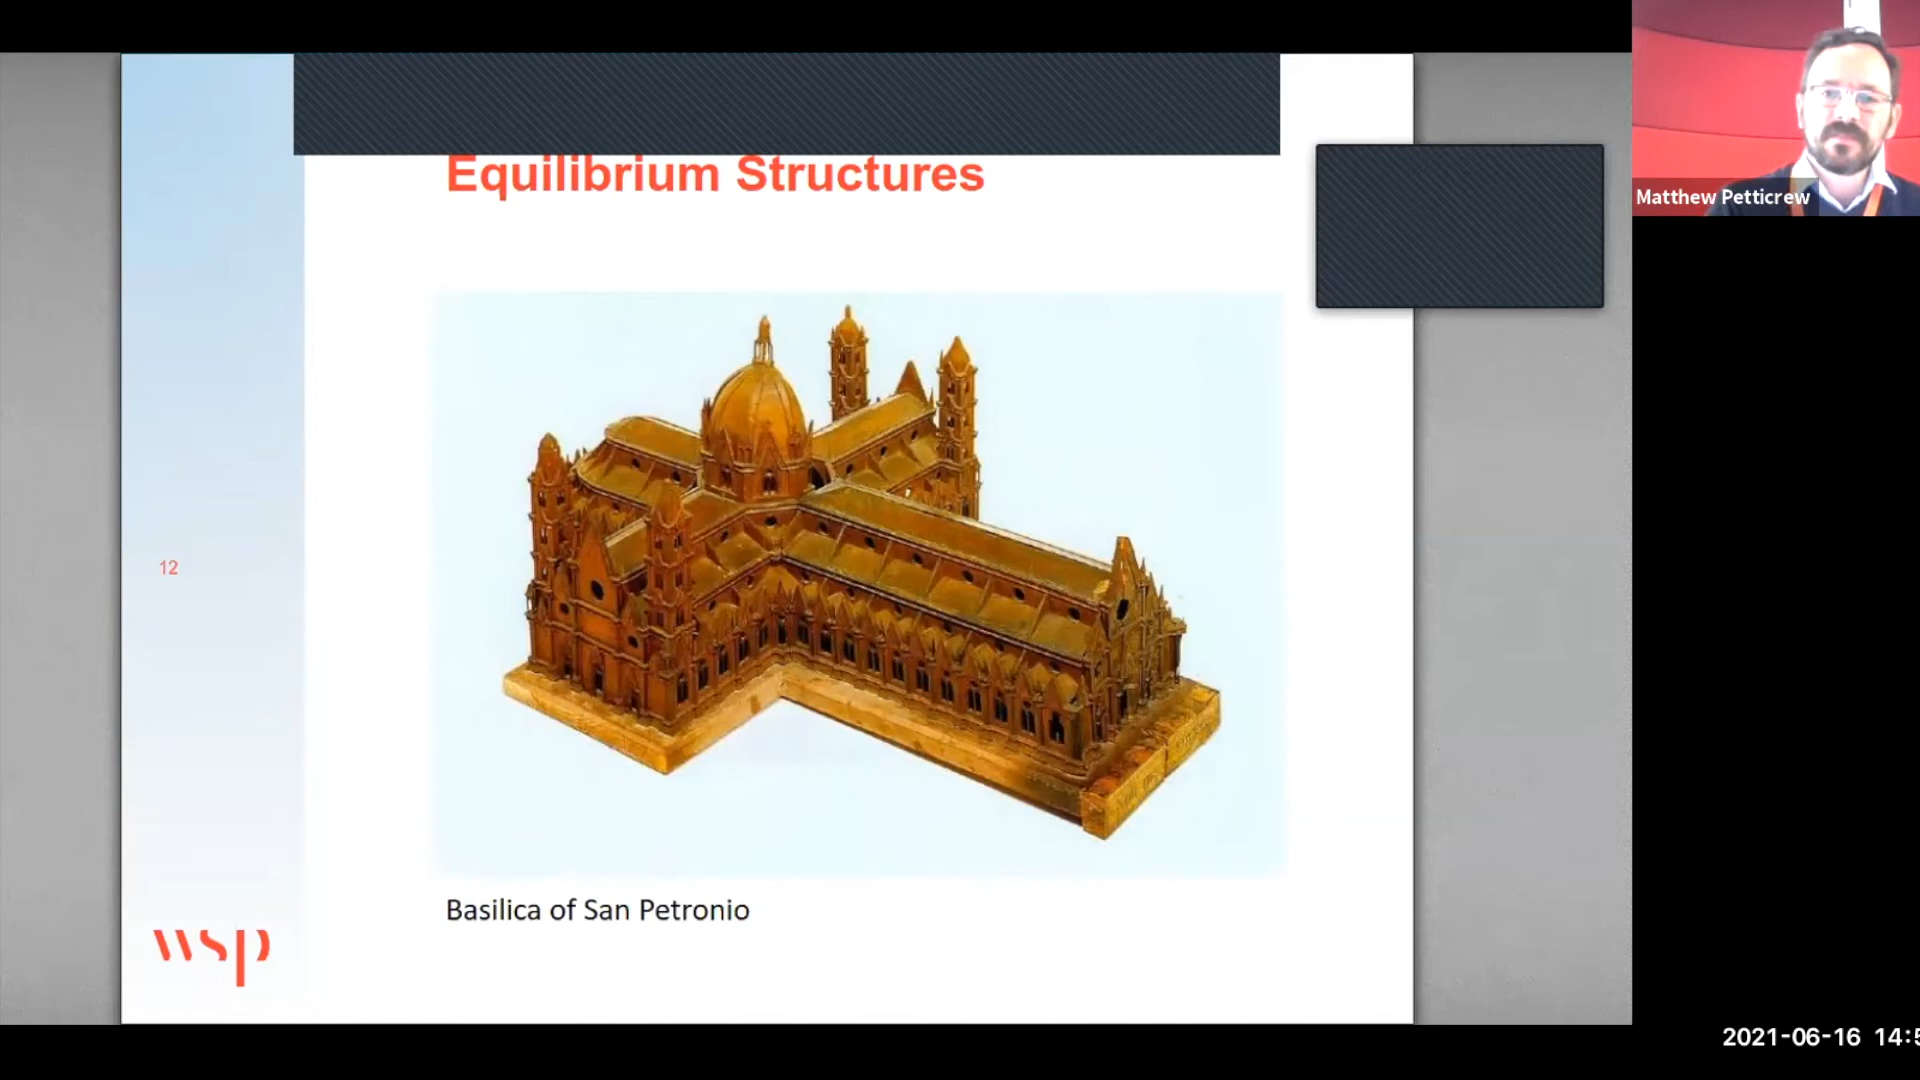 Equilibrium Structures
Matthew Petticrew
12
Basilica of San Petronio
wsp
2021-06-16 14:5